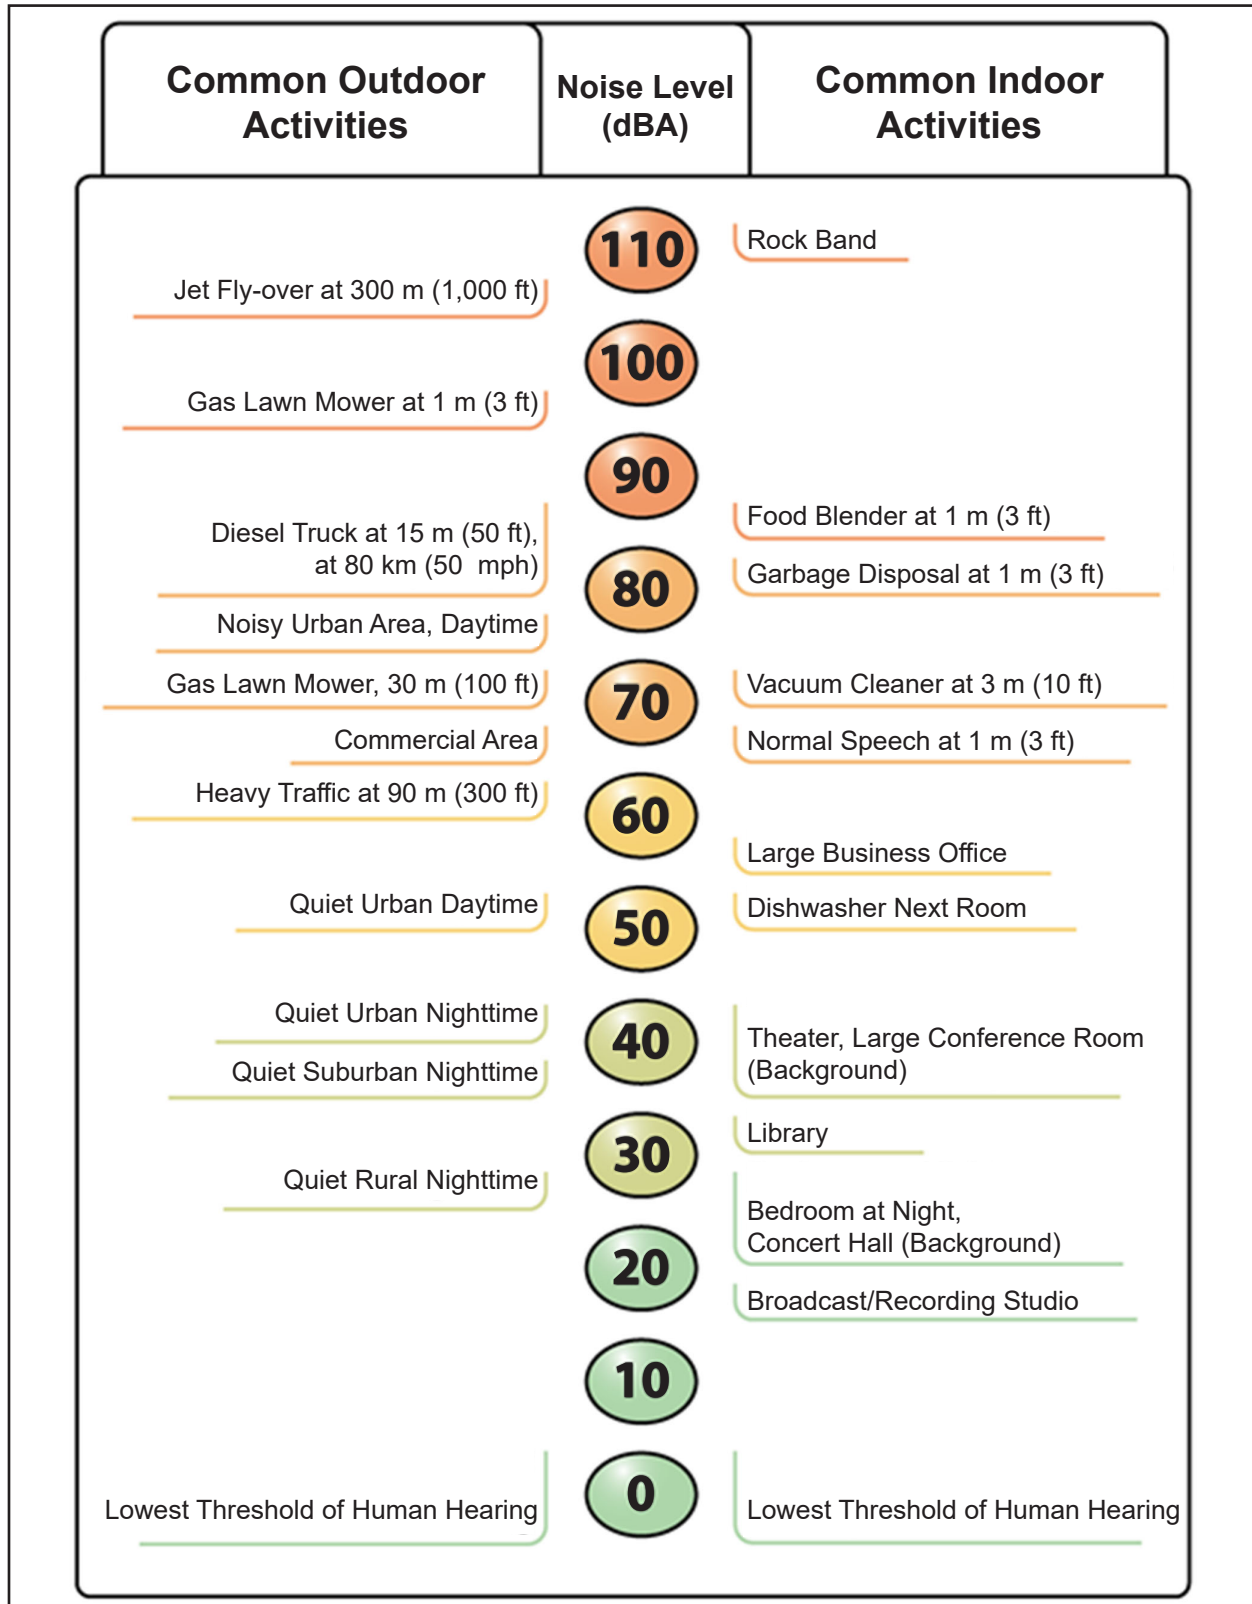 Common Outdoor
Activities
Noise Level
(dBA)
Common Indoor
Activities
110
Rock Band
Jet Fly-over at 300 m (1,000 ft)
100
Gas Lawn Mower at 1 m (3 ft)
90
Food Blender at 1 m (3 ft)
Diesel Truck at 15 m (50 ft),
at 80 km (50 mph)
80
Garbage Disposal at 1 m (3 ft)
Noisy Urban Area, Daytime
Gas Lawn Mower, 30 m (100 ft)
70
Vacuum Cleaner at 3 m (10 ft)
Commercial Area
Normal Speech at 1 m (3 ft)
Heavy Traffic at 90 m (300 ft)
60
Large Business Office
Quiet Urban Daytime
50
Dishwasher Next Room
Quiet Urban Nighttime
40
Theater, Large Conference Room
(Background)
Quiet Suburban Nighttime
30
Library
Quiet Rural Nighttime
Bedroom at Night,
Concert Hall (Background)
20
Broadcast/Recording Studio
10
0
Lowest Threshold of Human Hearing
Lowest Threshold of Human Hearing